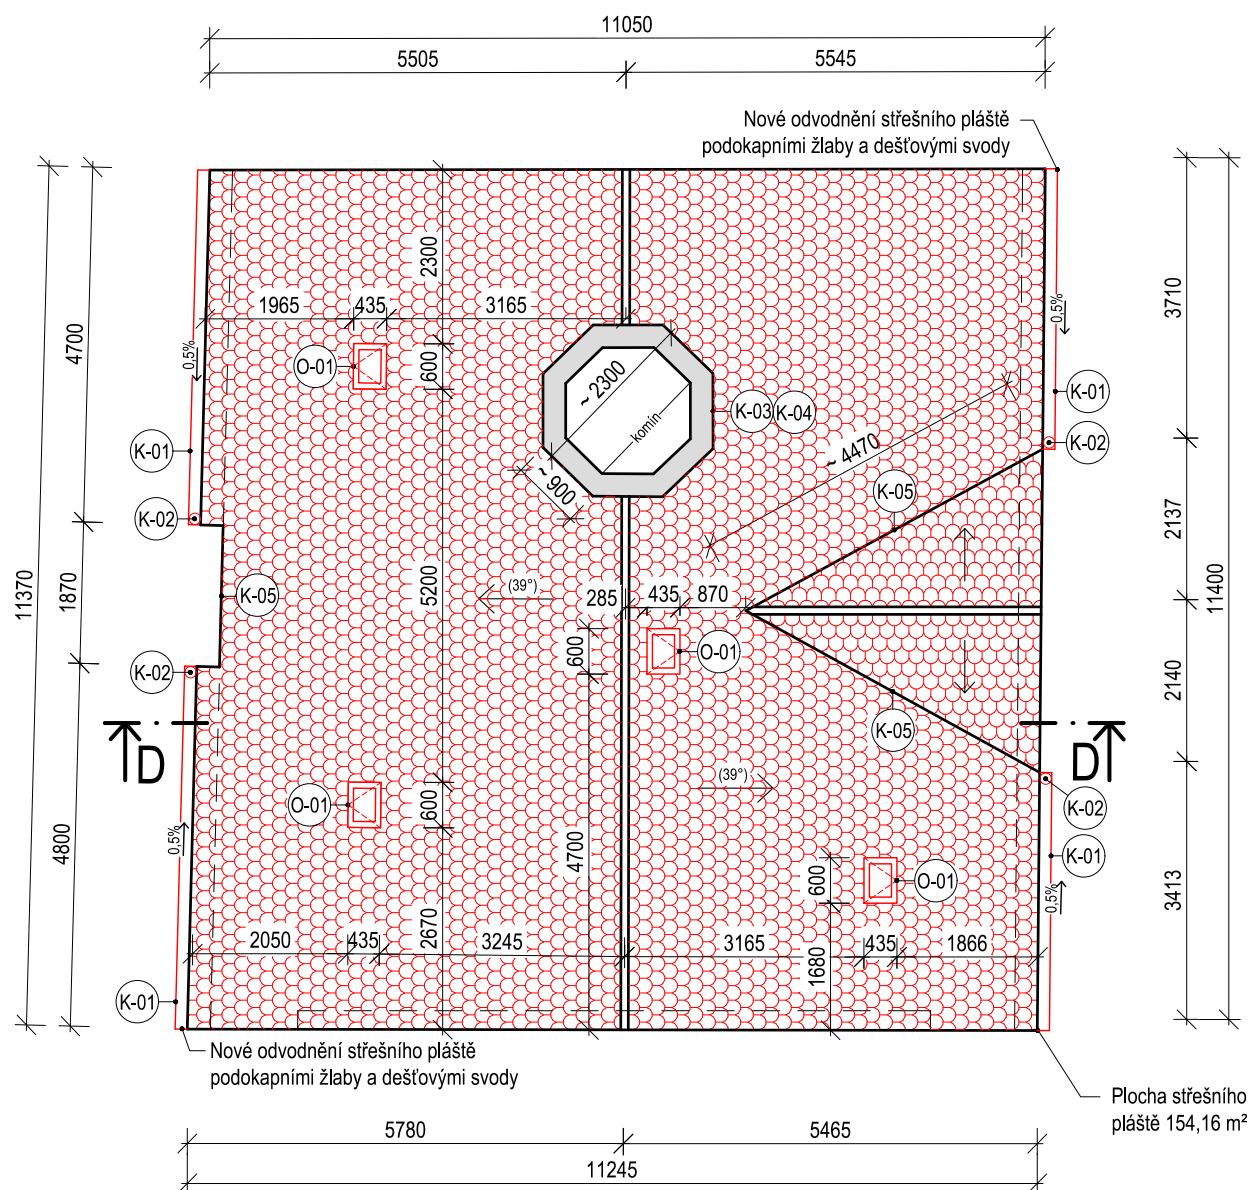 11050
5505
5545
Nové odvodnění střešního pláště
podokapními žlaby a dešťovými svody
2300
1965
435
3165
3710
4700
0,5%
0,5%
O-01
600
~ 2300
komín
K-03
K-04
K-01
K-02
K-01
~ 4470
~ 900
K-05
K-02
2137
11370
1870
K-05
(39°)
5200
285
435
870
11400
600
O-01
K-02
2140
K-05
D
D
(39°)
O-01
600
K-02
4800
0,5%
4700
K-01
600
O-01
0,5%
3413
2050
435
2670
3245
3165
435
1866
1680
K-01
Nové odvodnění střešního pláště
podokapními žlaby a dešťovými svody
Plocha střešního
pláště 154,16 m²
5780
5465
11245